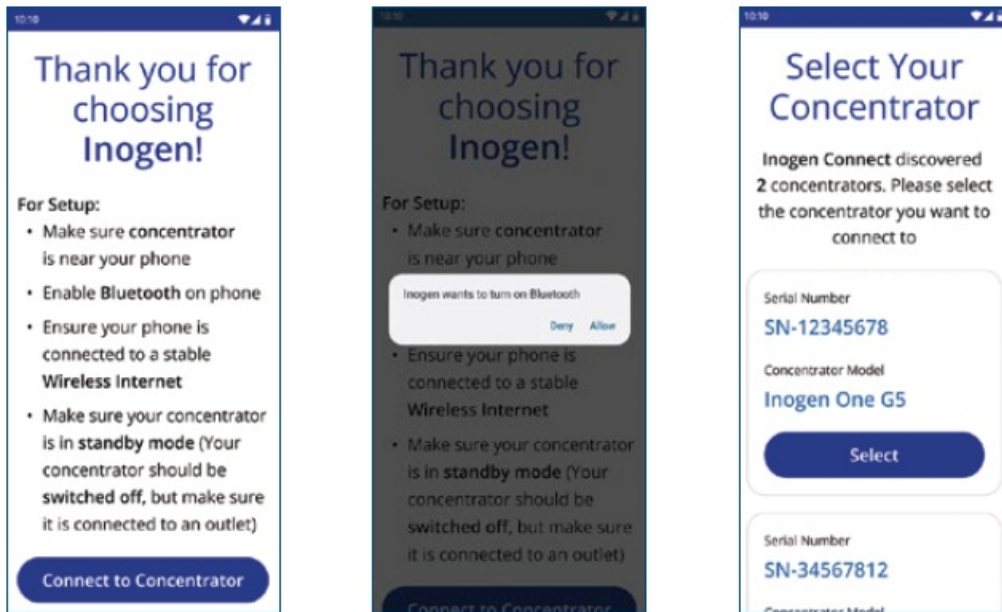 10:10
Thank you for
choosing
Inogen!
For Setup:
• Make sure concentrator
is near your phone
• Enable Bluetooth on phone
• Ensure your phone is
connected to a stable
Wireless Internet
• Make sure your concentrator
is in standby mode (Your
concentrator should be
switched off, but make sure
it is connected to an outlet)
Connect to Concentrator
10:10
Thank you for
choosing
Inogen!
For Setup:
• Make sure concentrator
is near your phone
Inogen wants to turn on Bluetooth
Deny Allow
• Ensure your phone is
connected to a stable
Wireless Internet
• Make sure your concentrator
is in standby mode (Your
concentrator should be
switched off, but make sure
it is connected to an outlet)
Connect to Concentrator
10:10
Select Your
Concentrator
Inogen Connect discovered
2 concentrators. Please select
the concentrator you want to
connect to
Serial Number
SN-12345678
Concentrator Model
Inogen One G5
Select
Serial Number
SN-34567812
Concentrator Model